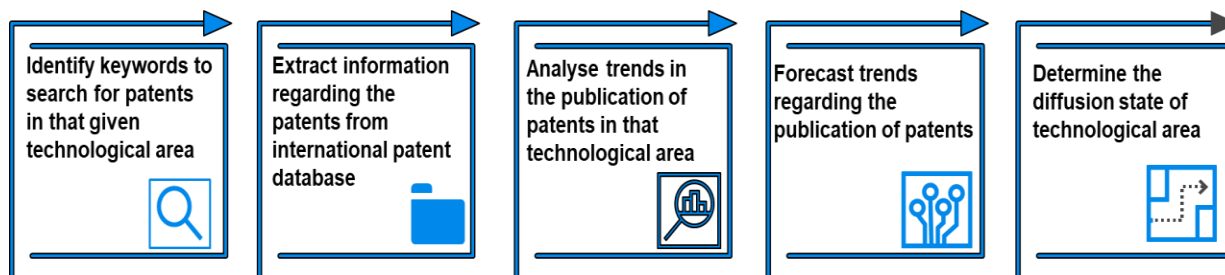 Identify keywords to
search for patents
in that given
technological area
Extract information
regarding the
patents from
international patent
database
Analyse trends in
the publication of
patents in that
technological area
Forecast trends
regarding the
publication of patents
Determine the
diffusion state of
technological area